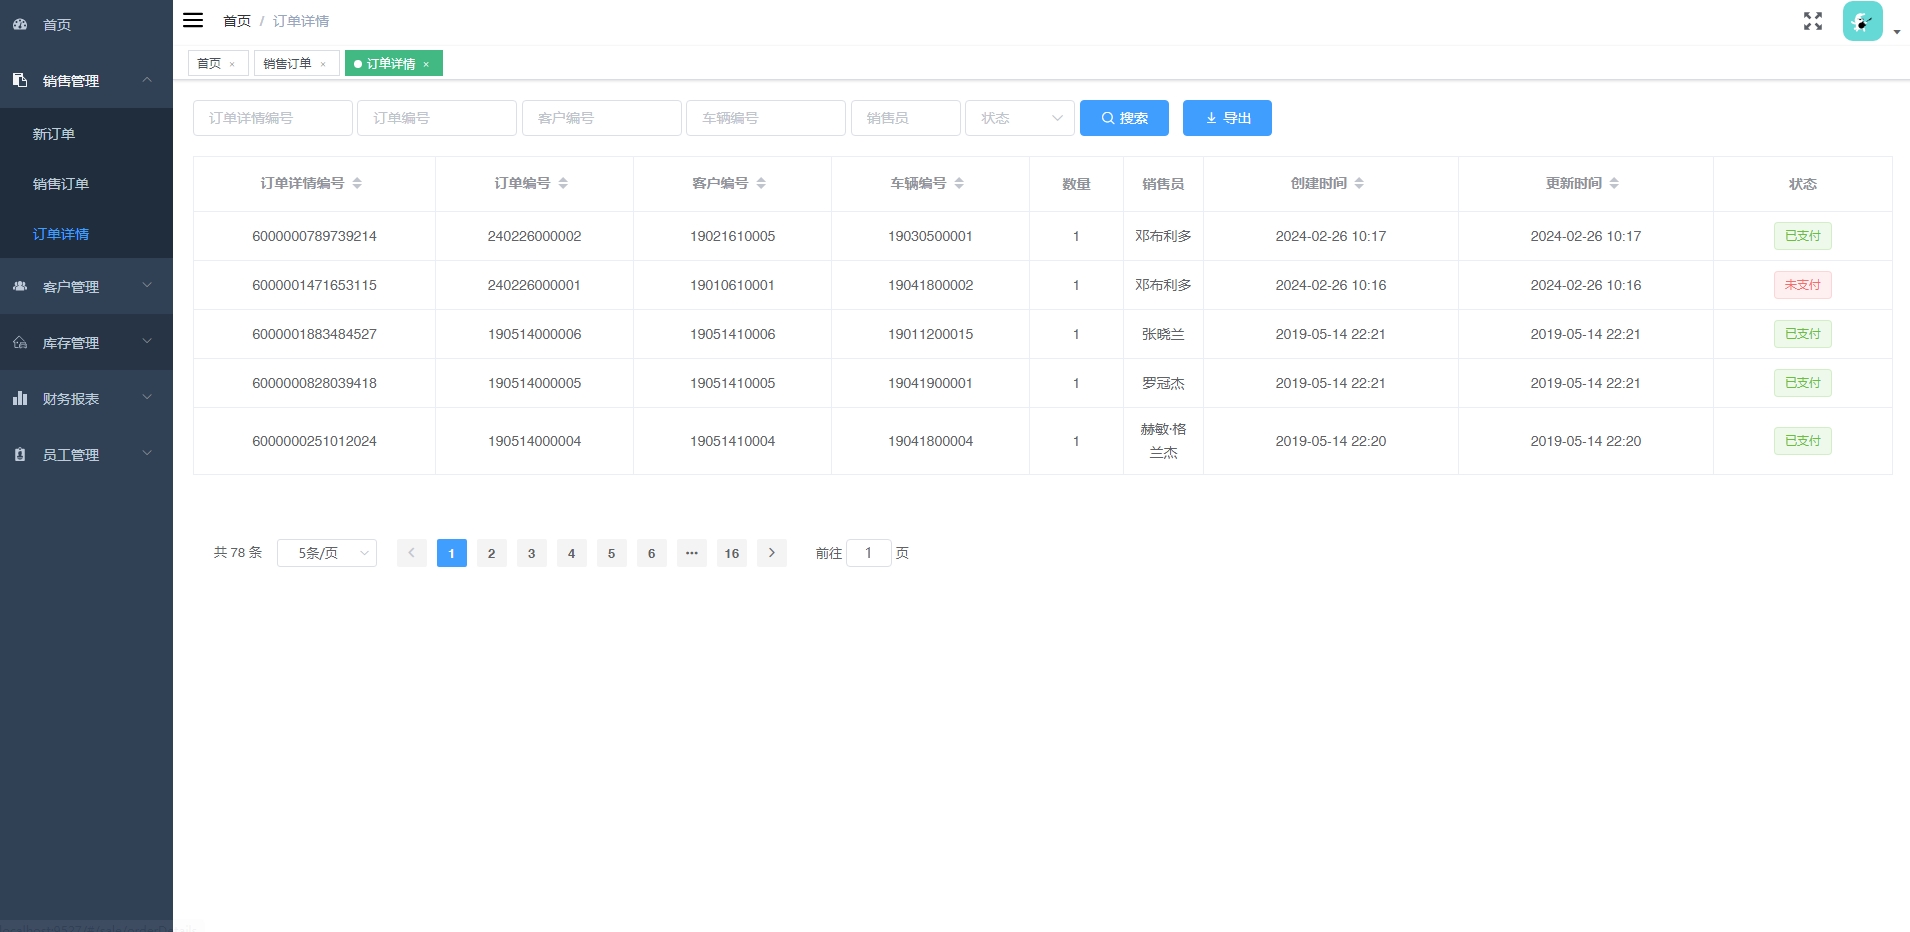 首页
销售管理
新订单
销售订单
订单详情
客户管理
库存管理
财务报表
员工管理
首页 / 订单详情
首页 × 销售订单 × 订单详情 ×
订单详情编号 订单编号 客户编号 车辆编号 销售员 状态 搜索 导出
订单详情编号 订单编号 客户编号 车辆编号 数量 销售员 创建时间 更新时间 状态
6000000789739214 240226000002 19021610005 19030500001 1 邓布利多 2024-02-26 10:17 2024-02-26 10:17 已支付
6000001471653115 240226000001 19010610001 19041800002 1 邓布利多 2024-02-26 10:16 2024-02-26 10:16 未支付
6000001883484527 190514000006 19051410006 19011200015 1 张晓兰 2019-05-14 22:21 2019-05-14 22:21 已支付
6000000828039418 190514000005 19051410005 19041900001 1 罗冠杰 2019-05-14 22:21 2019-05-14 22:21 已支付
6000000251012024 190514000004 19051410004 19041800004 1 赫敏·格兰杰 2019-05-14 22:20 2019-05-14 22:20 已支付
共 78 条 5条/页 1 2 3 4 5 6 ••• 16 前往 1 页